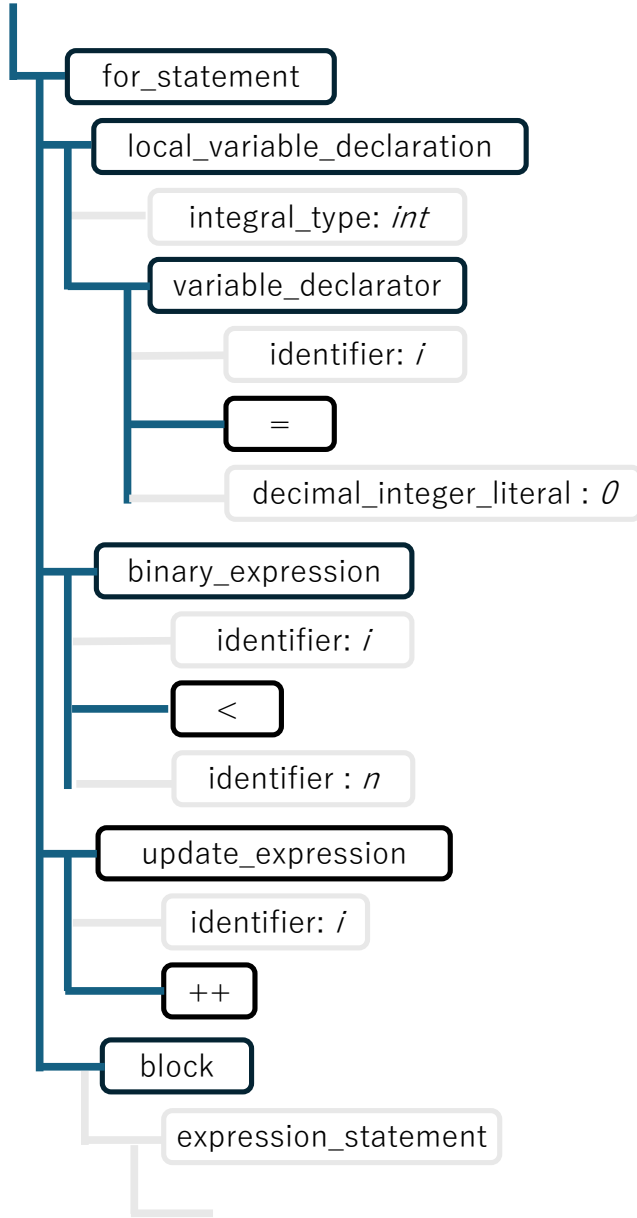 for_statement
local_variable_declaration
integral_type: int
variable_declarator
identifier: i
=
decimal_integer_literal : 0
binary_expression
identifier: i
<
identifier : n
update_expression
identifier: i
++
block
expression_statement